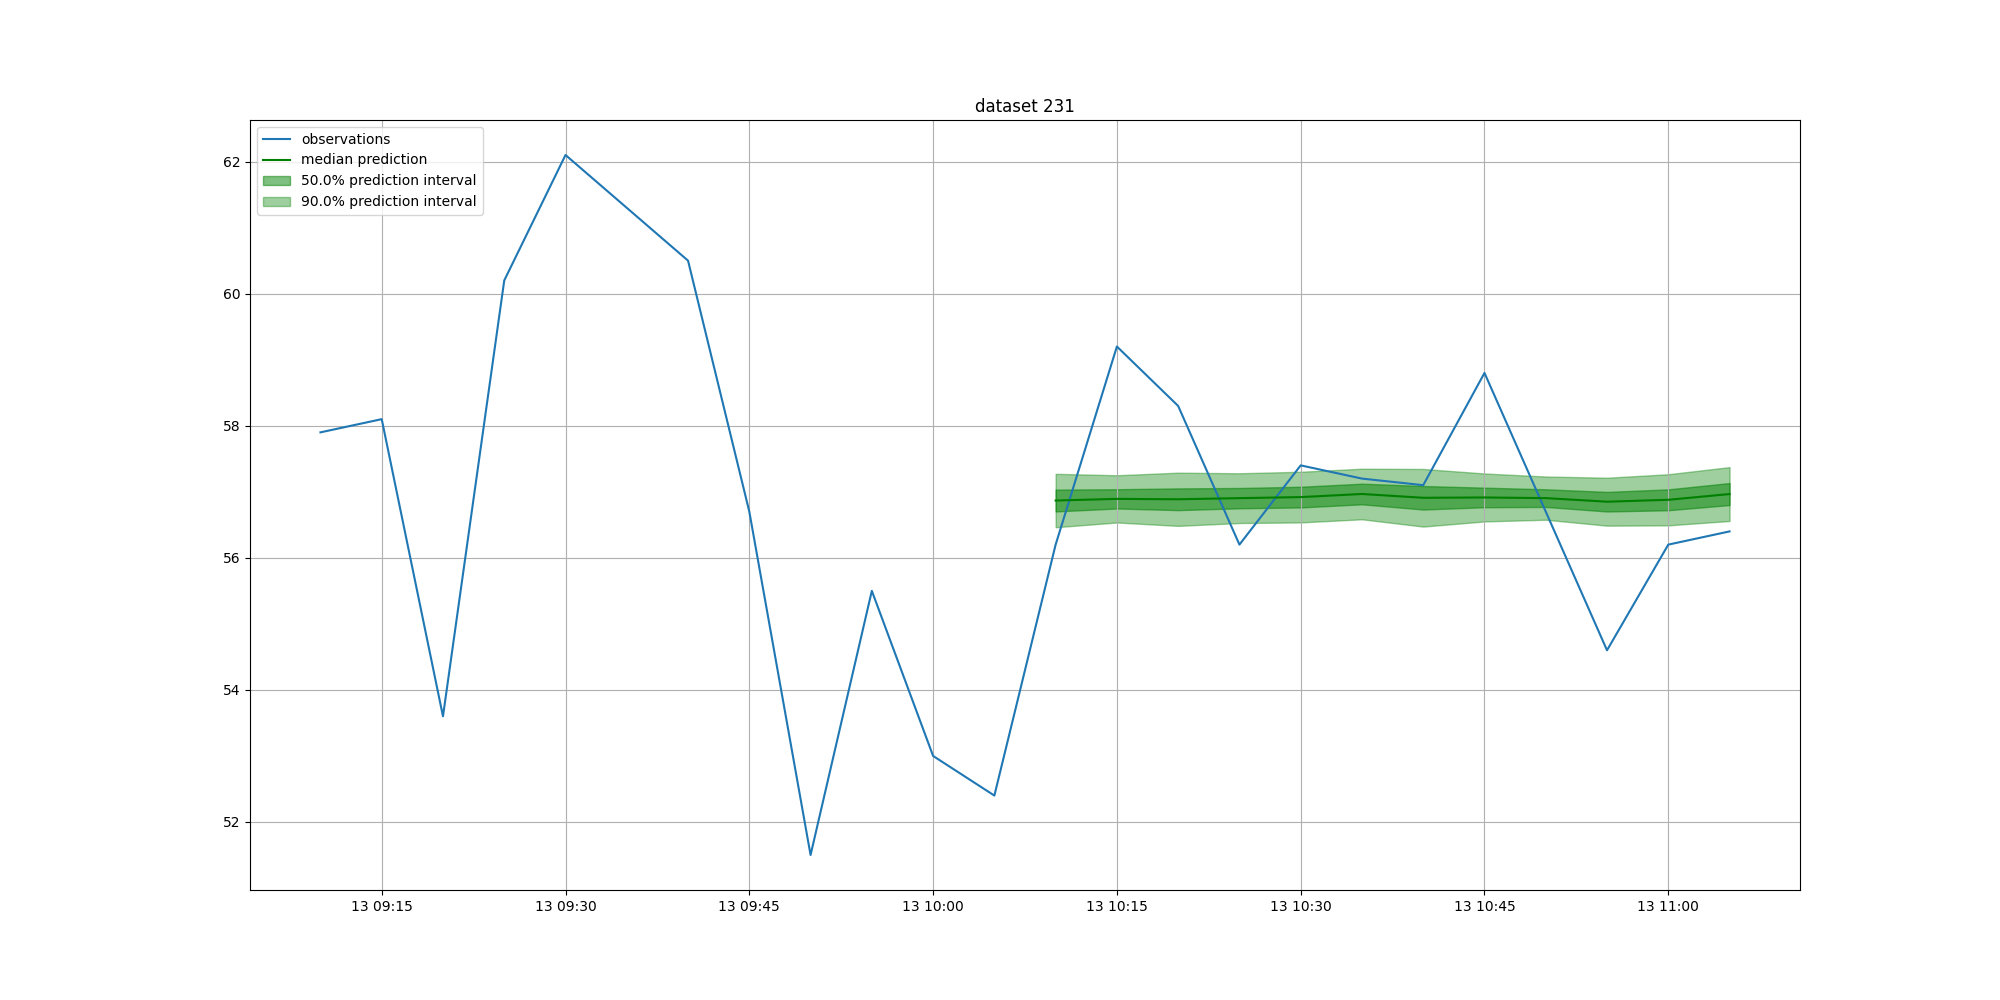 dataset 231
observations
median prediction
50.0% prediction interval
90.0% prediction interval
62
60
58
56
54
52
13 09:15
13 09:30
13 09:45
13 10:00
13 10:15
13 10:30
13 10:45
13 11:00